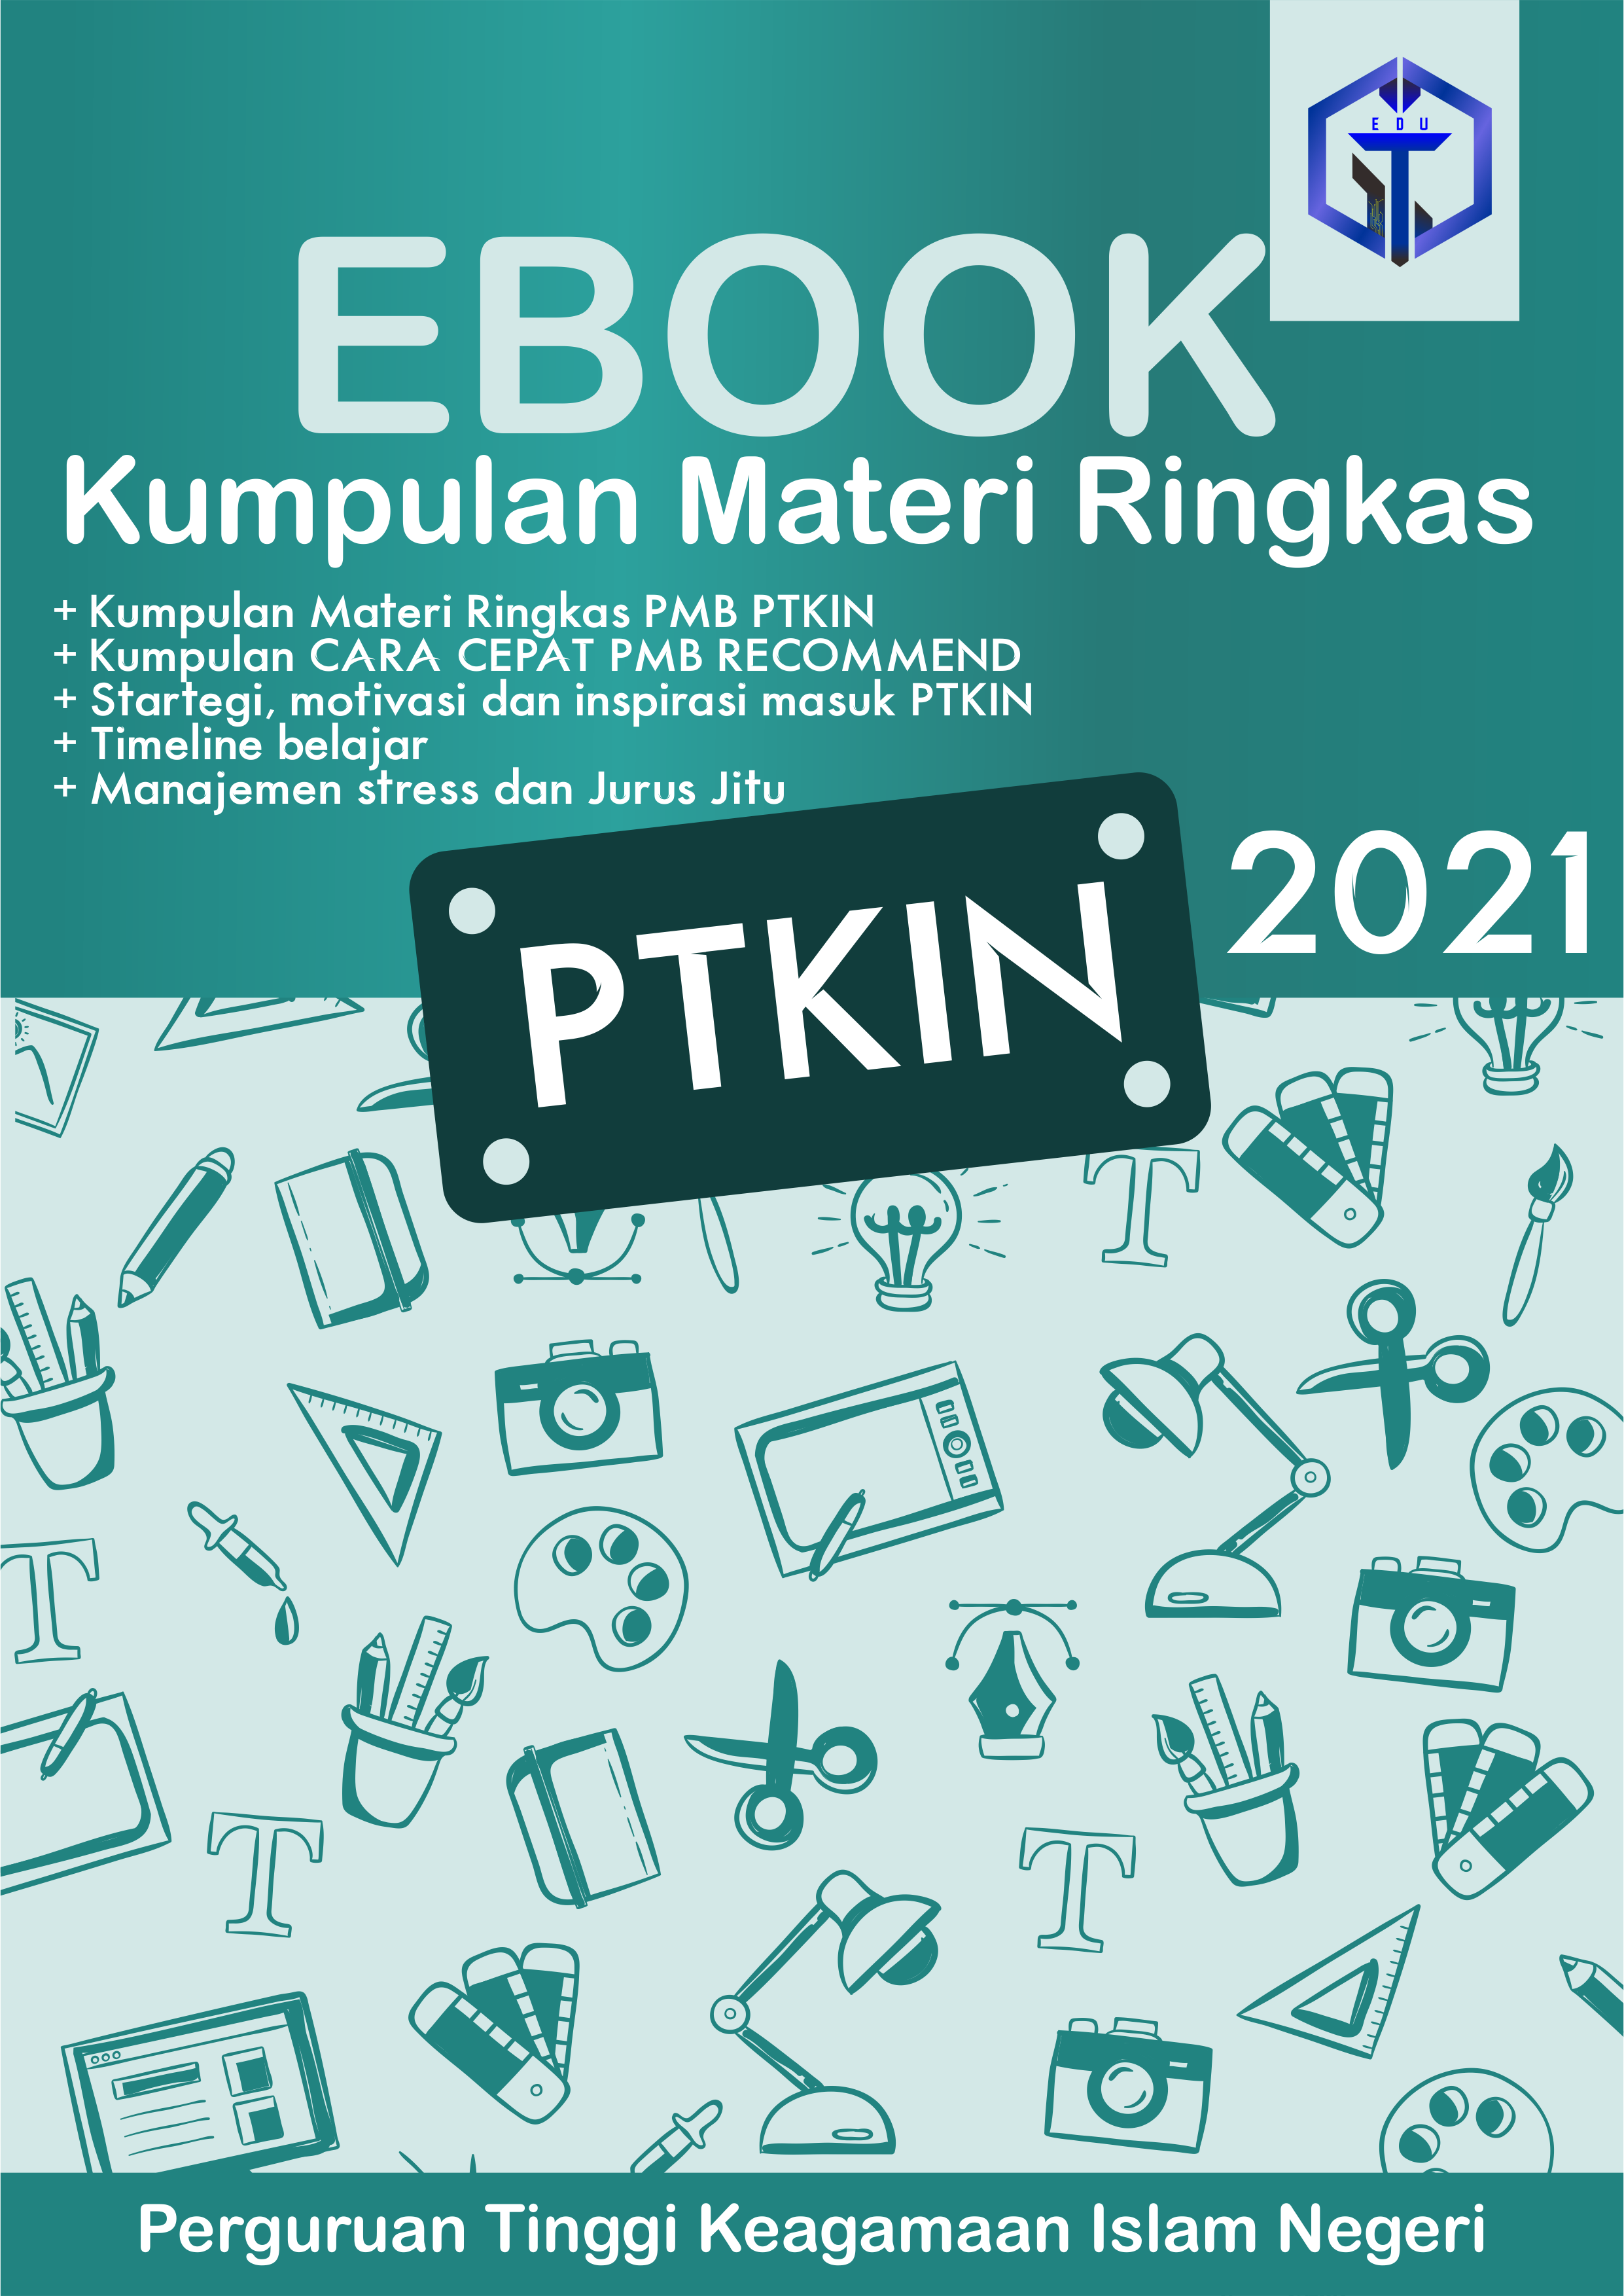 EDU
EBOOK
Kumpulan Materi Ringkas
+ Kumpulan Materi Ringkas PMB PTKIN
+ Kumpulan CARA CEPAT PMB RECOMMEND
+ Startegi, motivasi dan inspirasi masuk PTKIN
+ Timeline belajar
+ Manajemen stress dan Jurus Jitu
2021
PTKIN
T
T
T
T
Perguruan Tinggi Keagamaan Islam Negeri